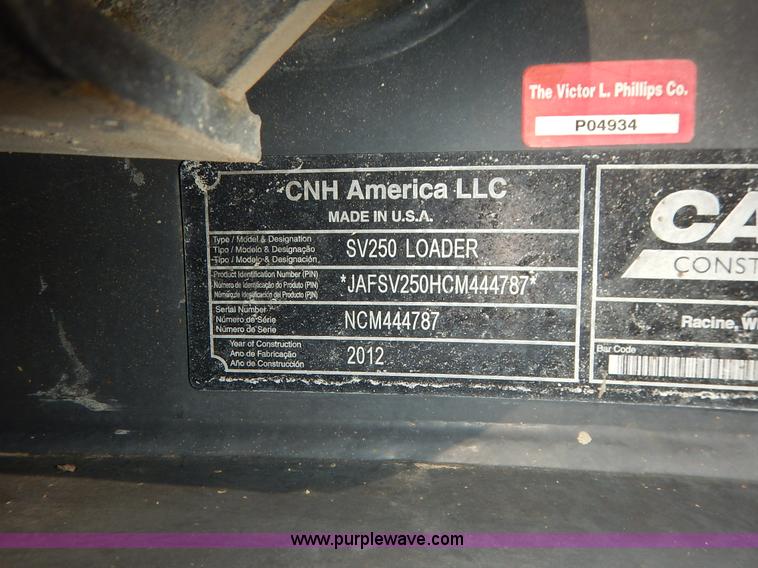 The Victor L. Phillips Co.
P04934
CNH America LLC
MADE IN U.S.A.
Type / Model & Designation
Tipo / Modelo & Designação
Tipo / Modelo & Designación
SV250 LOADER
Product Identification Number (PIN)
Número de Identificação do Produto (PIN)
Número de Identificación del Producto (PIN)
*JAFSV250HCM444787*
Serial Number
Número de Série
Número de Serie
NCM444787
Year of Construction
Ano de Fabricação
Año de Construcción
2012
CA
CONST
Racine, W
Bar Code
www.purplewave.com